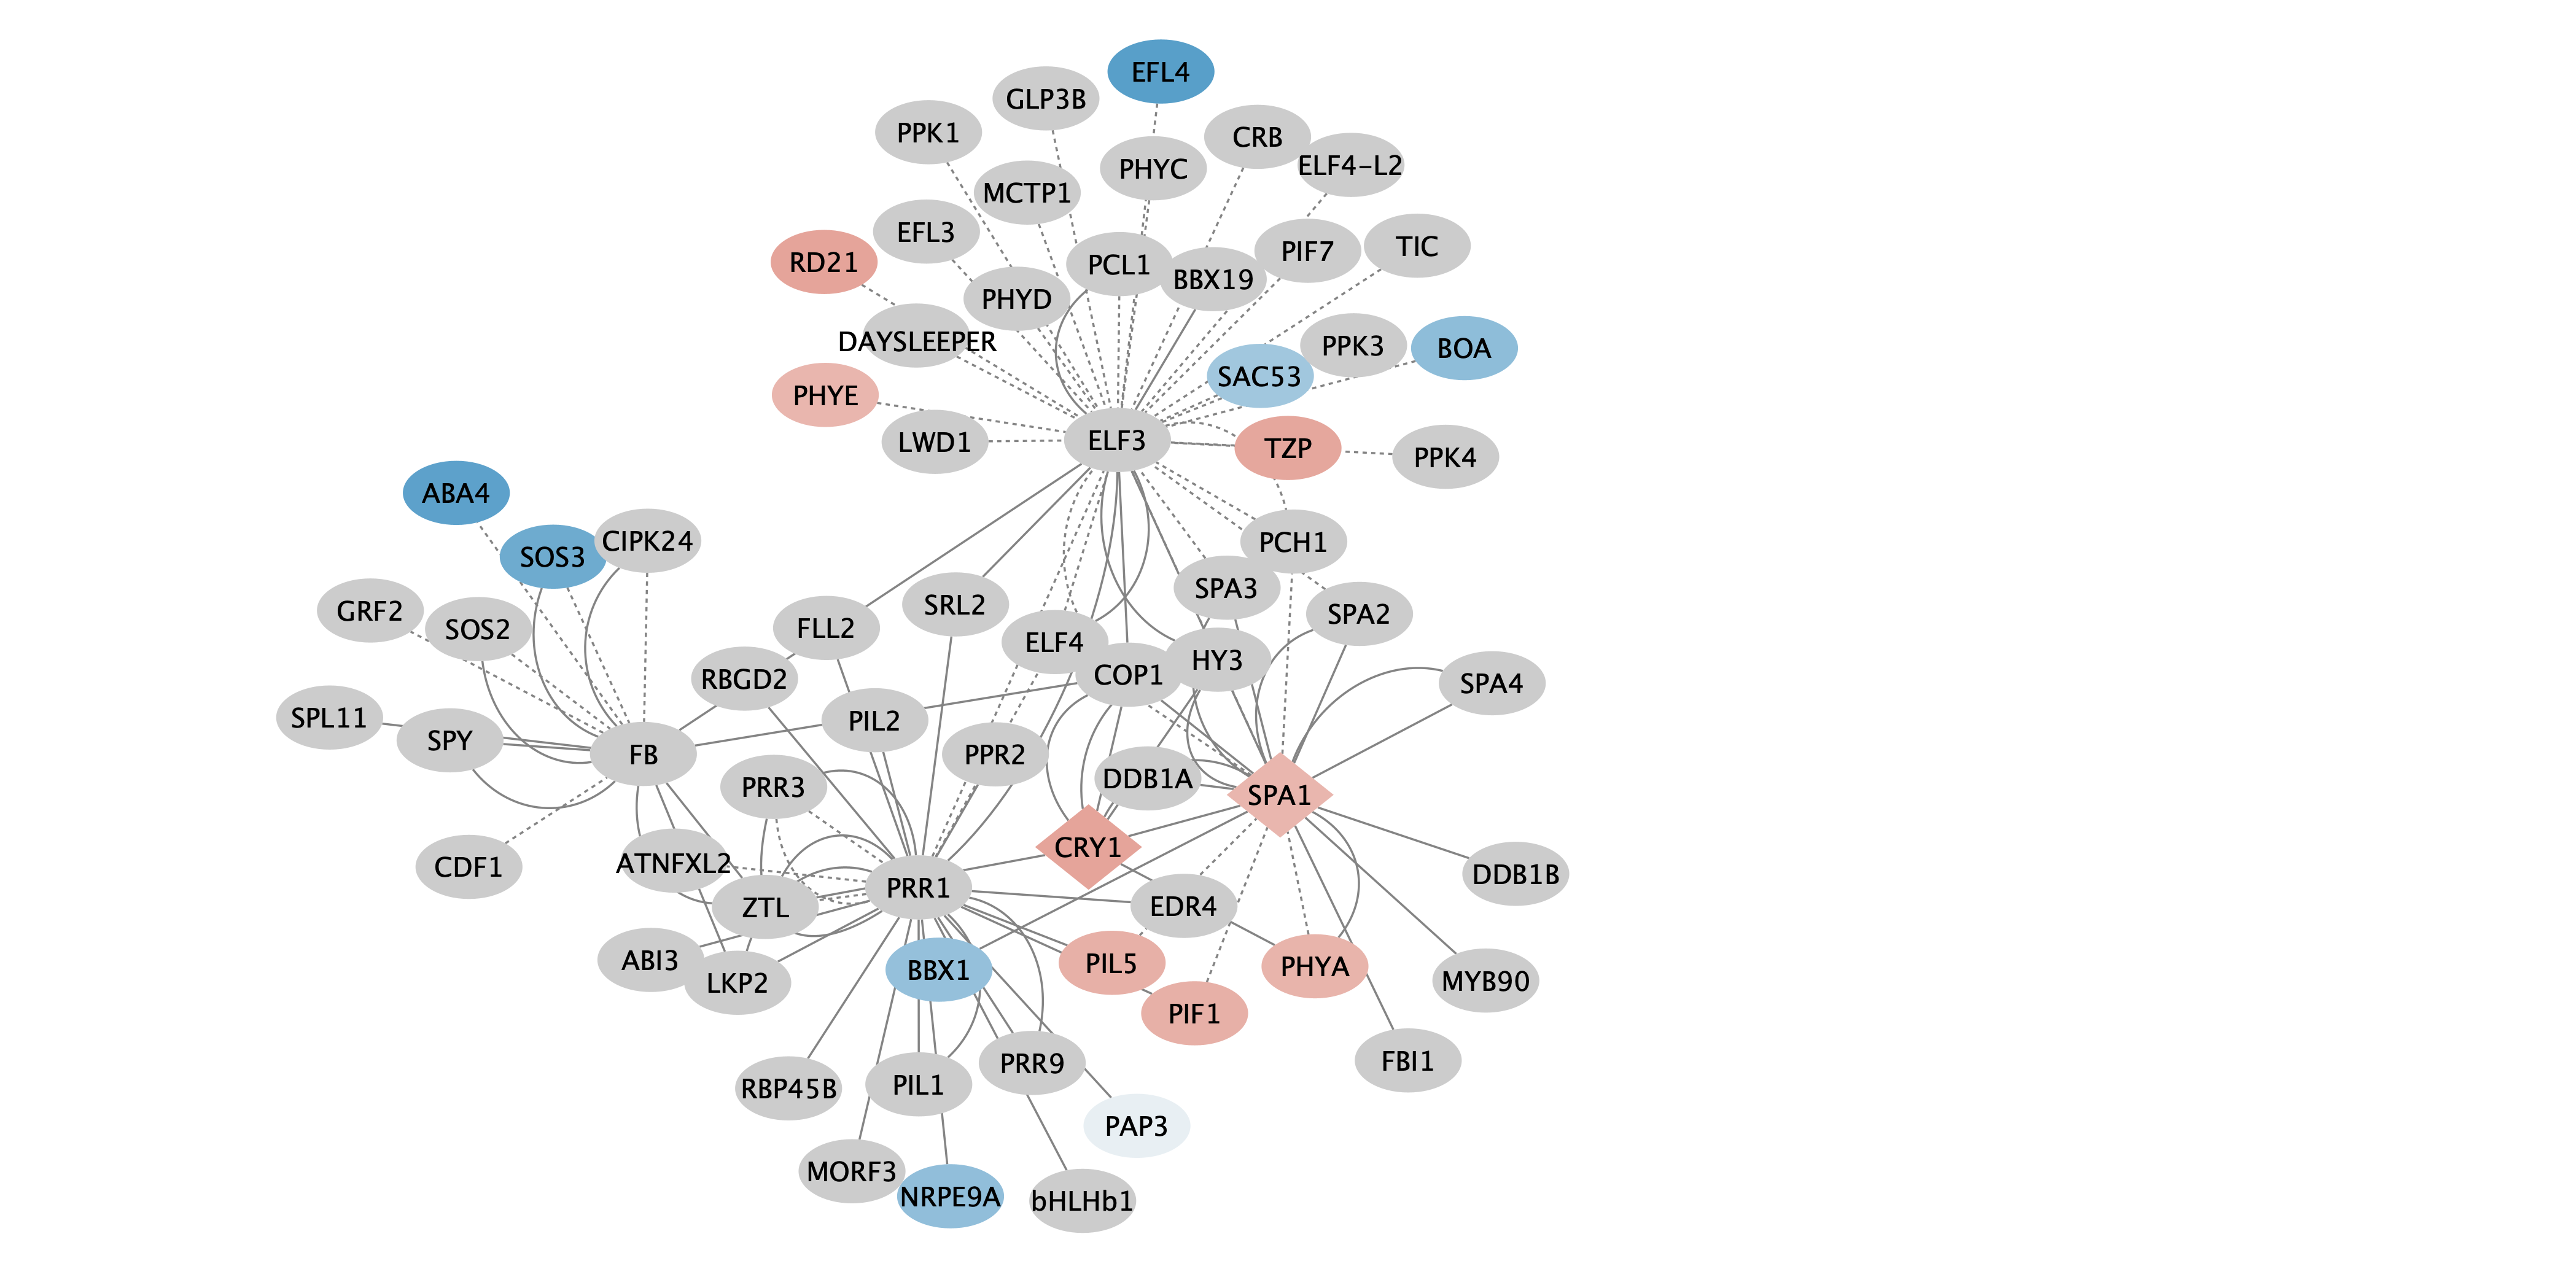 EFL4
GLP3B
PPK1
CRB
PHYC
ELF4-L2
MCTP1
EFL3
TIC
PIF7
RD21
PCL1
BBX19
PHYD
DAYSLEEPER
PPK3
BOA
SAC53
PHYE
LWD1
ELF3
TZP
PPK4
ABA4
SOS3
CIPK24
PCH1
SPA3
GRF2
SOS2
SRL2
SPA2
FLL2
ELF4
HY3
COP1
RBGD2
SPA4
SPL11
PIL2
SPY
FB
PPR2
DDB1A
PRR3
SPA1
CRY1
CDF1
ATNFXL2
DDB1B
PRR1
ZTL
EDR4
ABI3
LKP2
BBX1
PIL5
PHYA
MYB90
PIF1
FBI1
PRR9
RBP45B
PIL1
PAP3
MORF3
NRPE9A
bHLHb1